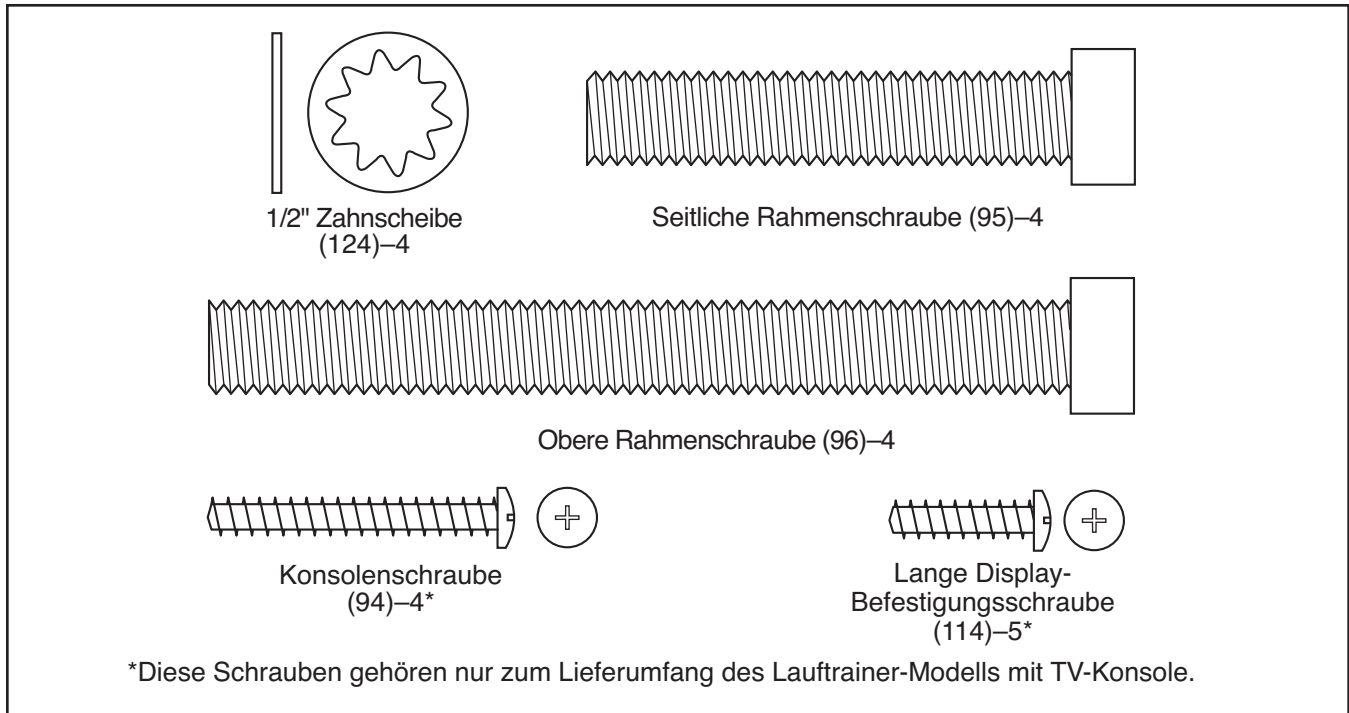 1/2" Zahnscheibe
(124)–4
Seitliche Rahmenschraube (95)–4
Obere Rahmenschraube (96)–4
Konsolenschraube
(94)–4*
Lange Display-
Befestigungsschraube
(114)–5*
*Diese Schrauben gehören nur zum Lieferumfang des Lauftrainer-Modells mit TV-Konsole.